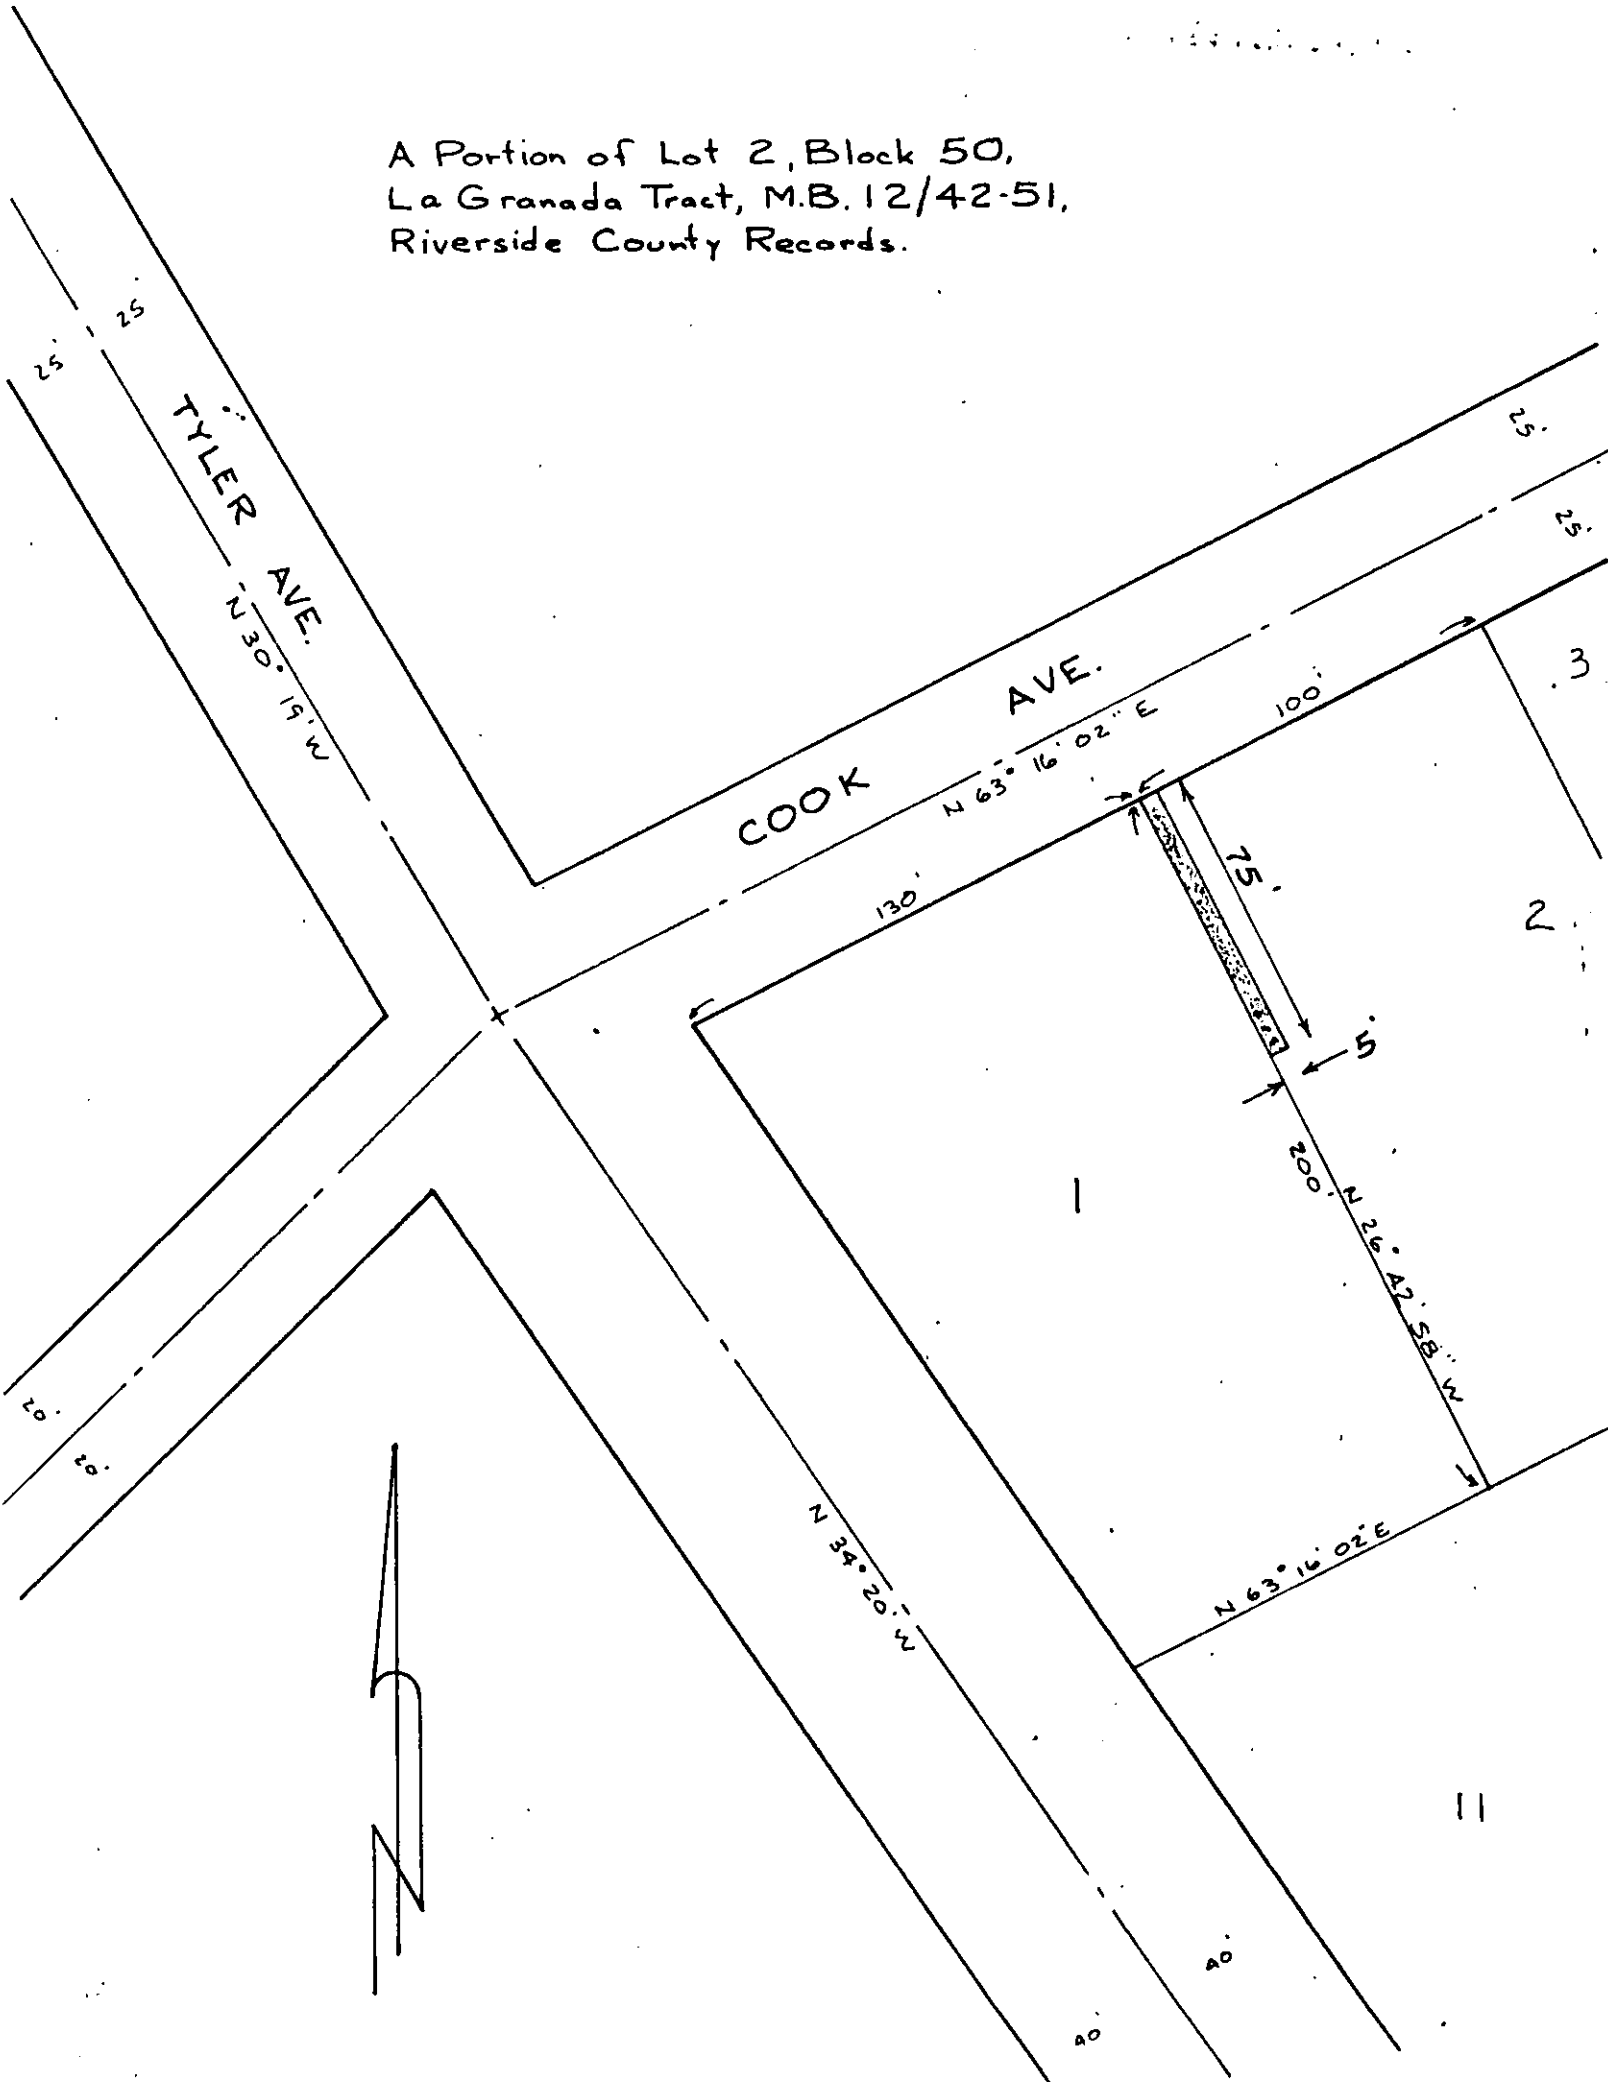 A Portion of Lot 2, Block 50,
La Granada Tract, M.B. 12/42-51,
Riverside County Records.
25'
25'
TYLER AVE.
N 30° 19' W
25'
25'
COOK AVE.
N 63° 16' 02" E
100'
130'
3
75'
2
5'
1
200'
N 26° 42' 58" W
20'
20'
N 34° 20' W
N 63° 16' 02" E
11
40'
40'
N